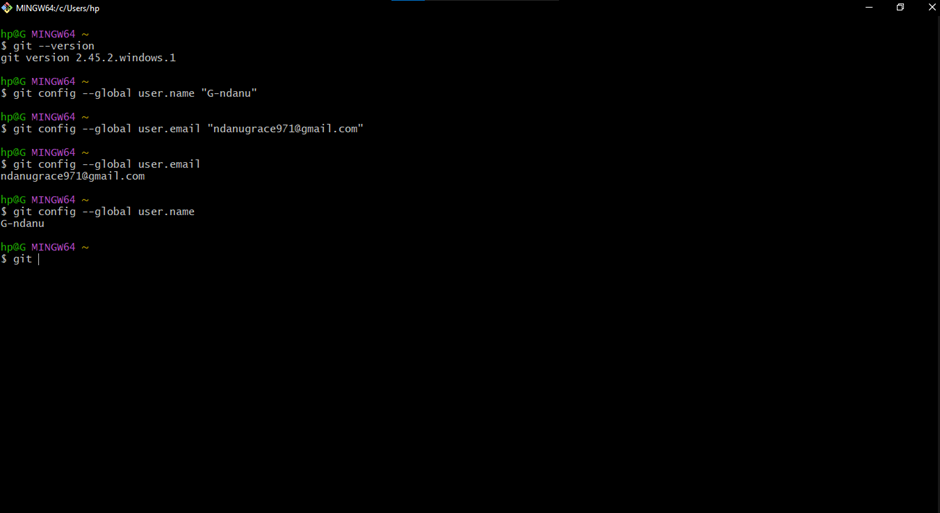 MINGW64:/c/Users/hp
hp@G MINGW64 ~
$ git --version
git version 2.45.2.windows.1
hp@G MINGW64 ~
$ git config --global user.name "G-ndanu"
hp@G MINGW64 ~
$ git config --global user.email "ndanugrace971@gmail.com"
hp@G MINGW64 ~
$ git config --global user.email
ndanugrace971@gmail.com
hp@G MINGW64 ~
$ git config --global user.name
G-ndanu
hp@G MINGW64 ~
$ git